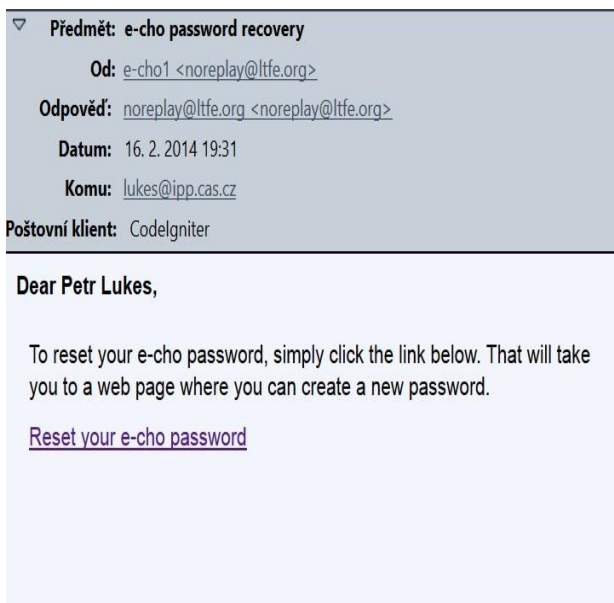 Předmět: e-cho password recovery
Od: e-cho1 <noreplay@ltfe.org>
Odpověď: noreplay@ltfe.org <noreplay@ltfe.org>
Datum: 16. 2. 2014 19:31
Komu: lukes@ipp.cas.cz
Poštovní klient: CodeIgniter
Dear Petr Lukes,
To reset your e-cho password, simply click the link below. That will take
you to a web page where you can create a new password.
Reset your e-cho password